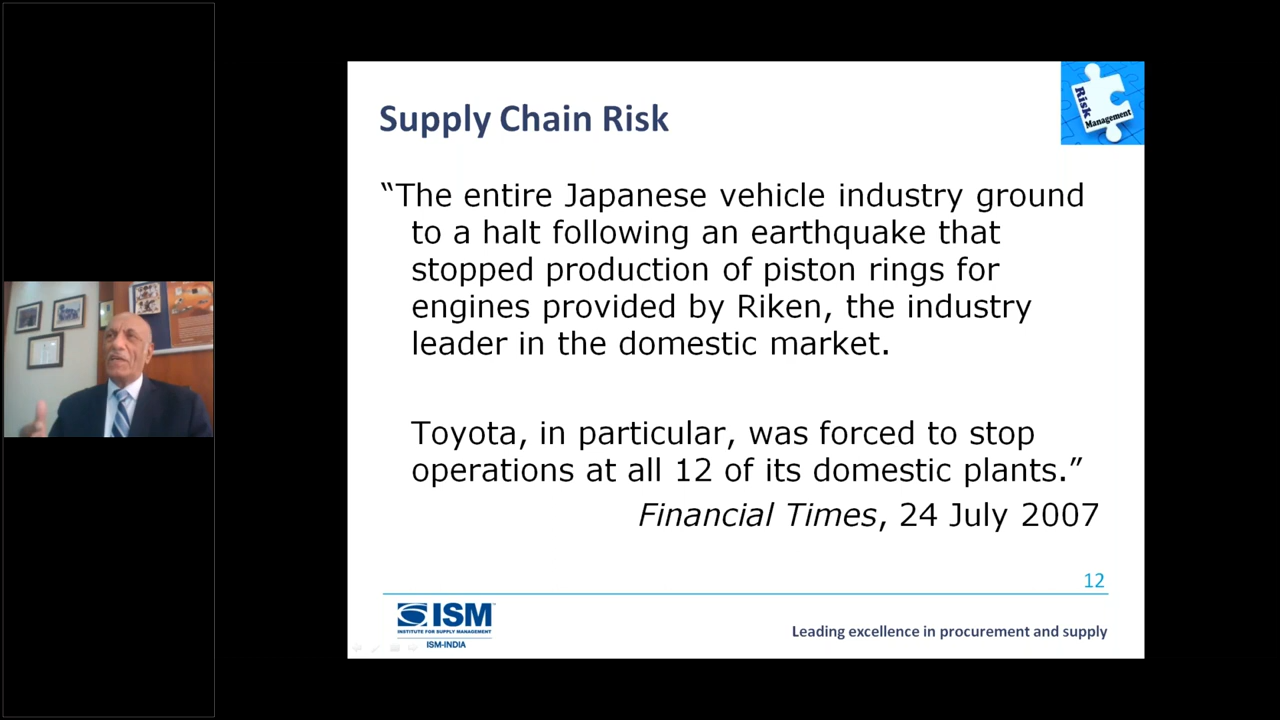 Supply Chain Risk
Risk
Management
“The entire Japanese vehicle industry ground
to a halt following an earthquake that
stopped production of piston rings for
engines provided by Riken, the industry
leader in the domestic market.
Toyota, in particular, was forced to stop
operations at all 12 of its domestic plants.”
Financial Times, 24 July 2007
12
ISM
INSTITUTE FOR SUPPLY MANAGEMENT
ISM-INDIA
Leading excellence in procurement and supply